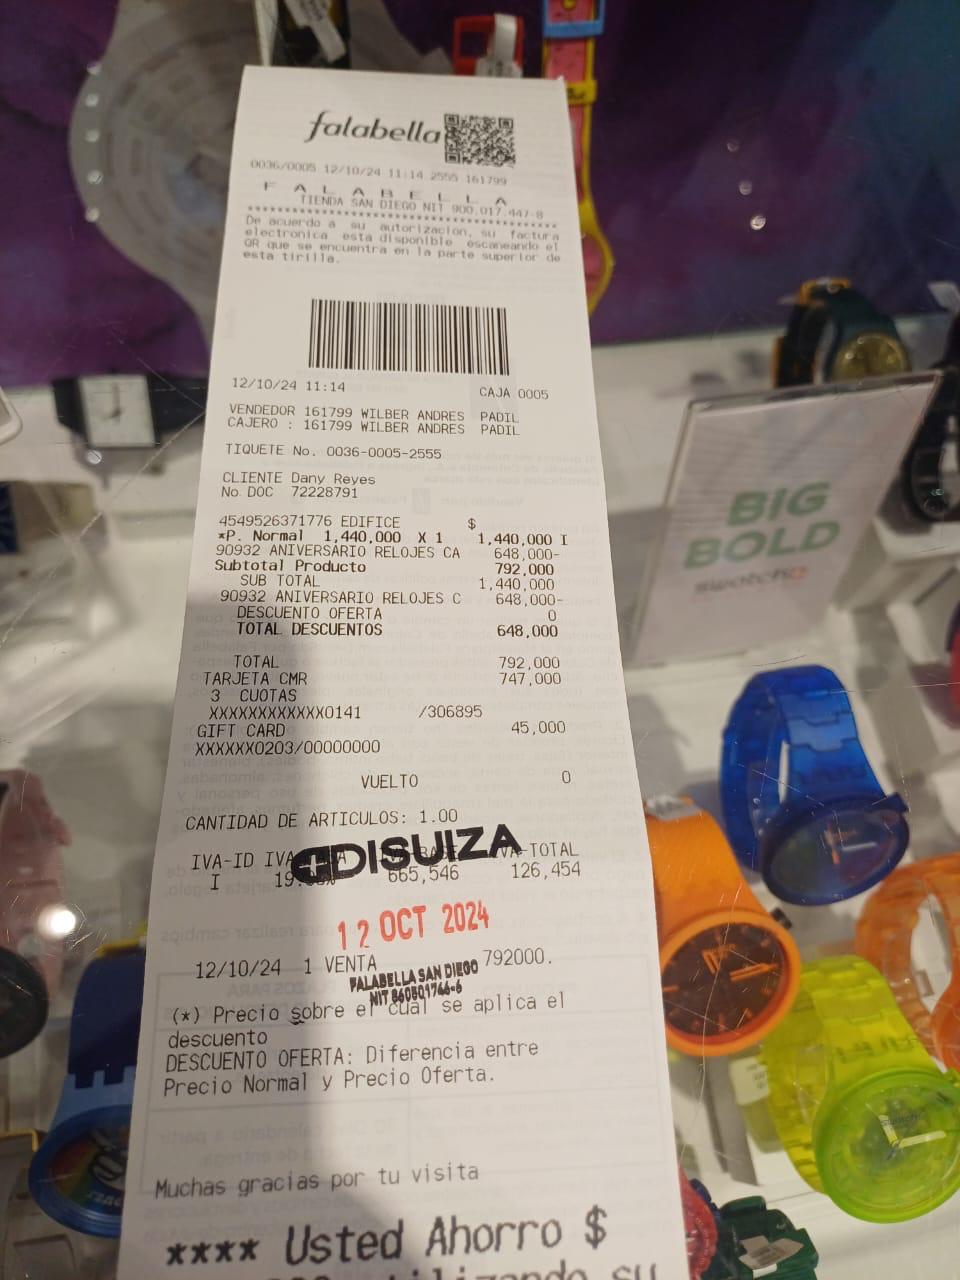 falabella
0036/0005 12/10/24 11:14 2555 161799
F A L A B E L L A
TIENDA SAN DIEGO NIT 900.017.447-8
****************************************
De acuerdo a su autorizacion, su factura
electronica esta disponible escaneando el
QR que se encuentra en la parte superior de
esta tirilla.
12/10/24 11:14 CAJA 0005
VENDEDOR 161799 WILBER ANDRES PADIL
CAJERO : 161799 WILBER ANDRES PADIL
TIQUETE No. 0036-0005-2555
CLIENTE Dany Reyes
No DOC 72228791
4549526371776 EDIFICE $
*P. Normal 1,440,000 X 1 1,440,000 I
90932 ANIVERSARIO RELOJES CA 648,000-
Subtotal Producto 792,000
SUB TOTAL 1,440,000
90932 ANIVERSARIO RELOJES C 648,000-
DESCUENTO OFERTA 0
TOTAL DESCUENTOS 648,000
TOTAL 792,000
TARJETA CMR 747,000
3 CUOTAS
XXXXXXXXXXXX0141 /306895
GIFT CARD 45,000
XXXXXX0203/00000000
VUELTO 0
CANTIDAD DE ARTICULOS: 1.00
DISUIZA
IVA-ID IVA BASE IVA-TOTAL
I 665,546 126,454
12 OCT 2024
12/10/24 1 VENTA 792000.
FALABELLA SAN DIEGO
NIT 860501766-6
(*) Precio sobre el cual se aplica el
descuento
DESCUENTO OFERTA: Diferencia entre
Precio Normal y Precio Oferta.
Muchas gracias por tu visita
**** Usted Ahorro $
utilizando su
BIG
BOLD
swatch